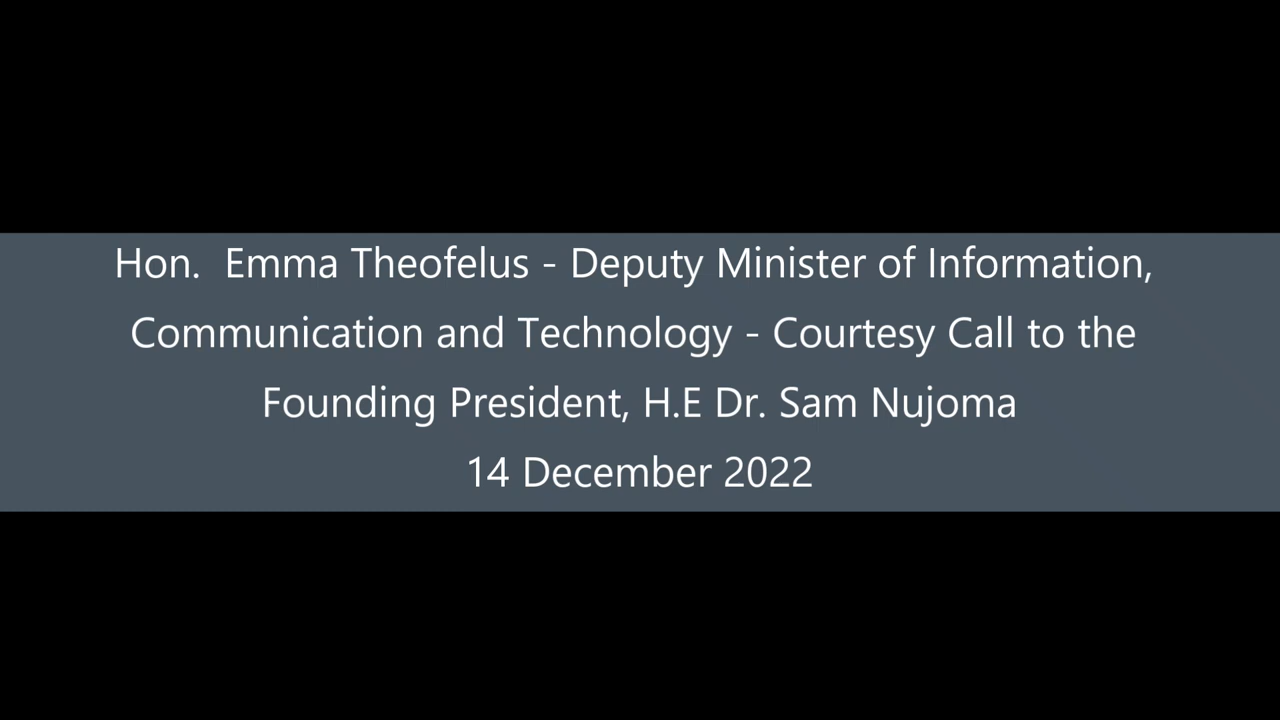 Hon.  Emma Theofelus - Deputy Minister of Information,
Communication and Technology - Courtesy Call to the
Founding President, H.E Dr. Sam Nujoma
14 December 2022